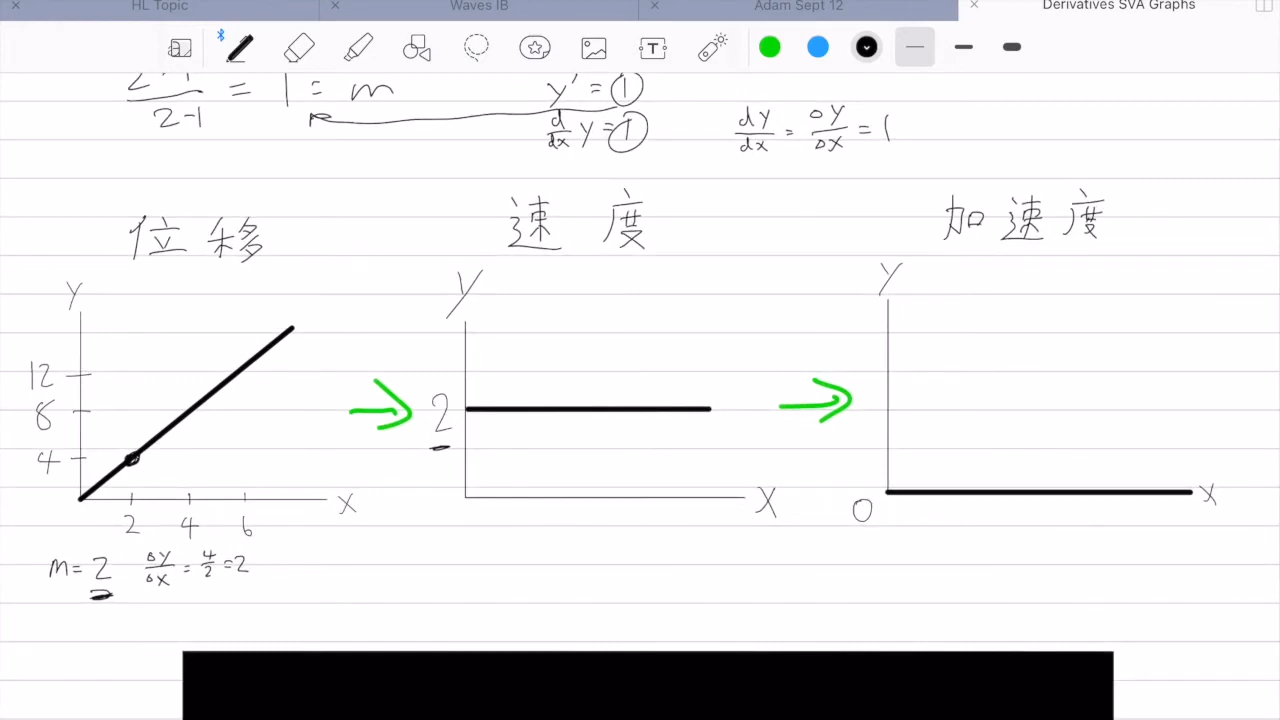 HL Topic
Waves IB
Adam Sept 12
Derivatives SVA Graphs
T
2-1 = 1 = m
y' = 1
d/dx y = 1
dy/dx = ΔY/ΔX = 1
位移
速度
加速度
Y
12
8
4
2 4 6
X
Y
2
X
Y
0
X
m = 2 ΔY/ΔX = 4/2 = 2